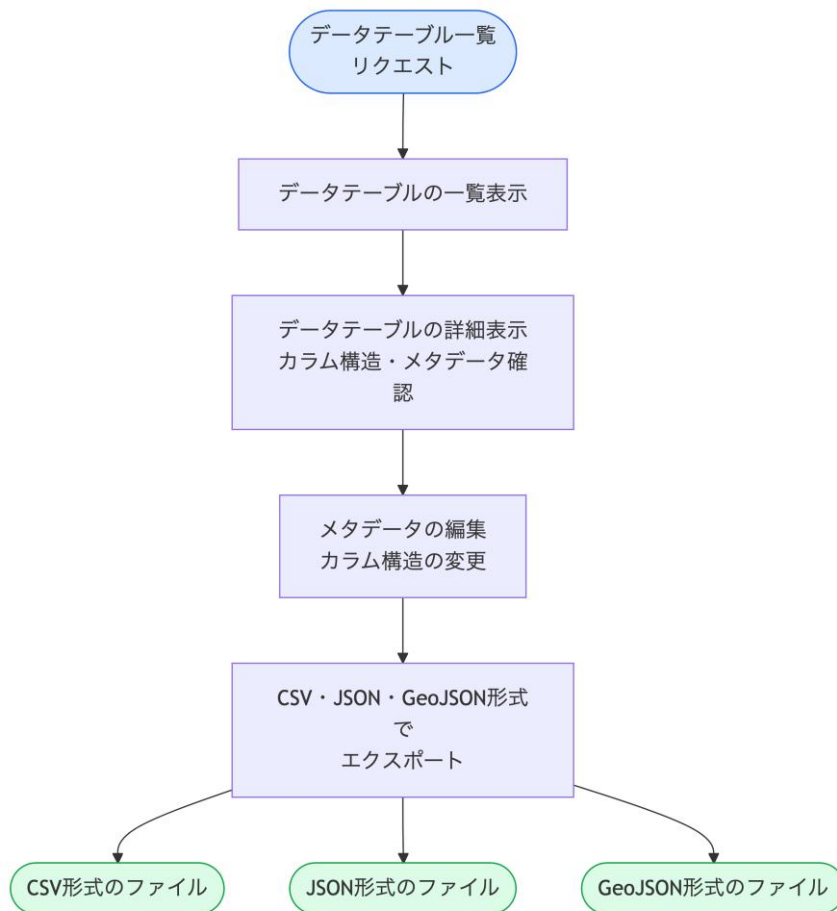 データテーブル一覧
リクエスト
データテーブルの一覧表示
データテーブルの詳細表示
カラム構造・メタデータ確
認
メタデータの編集
カラム構造の変更
CSV・JSON・GeoJSON形式
で
エクスポート
CSV形式のファイル
JSON形式のファイル
GeoJSON形式のファイル